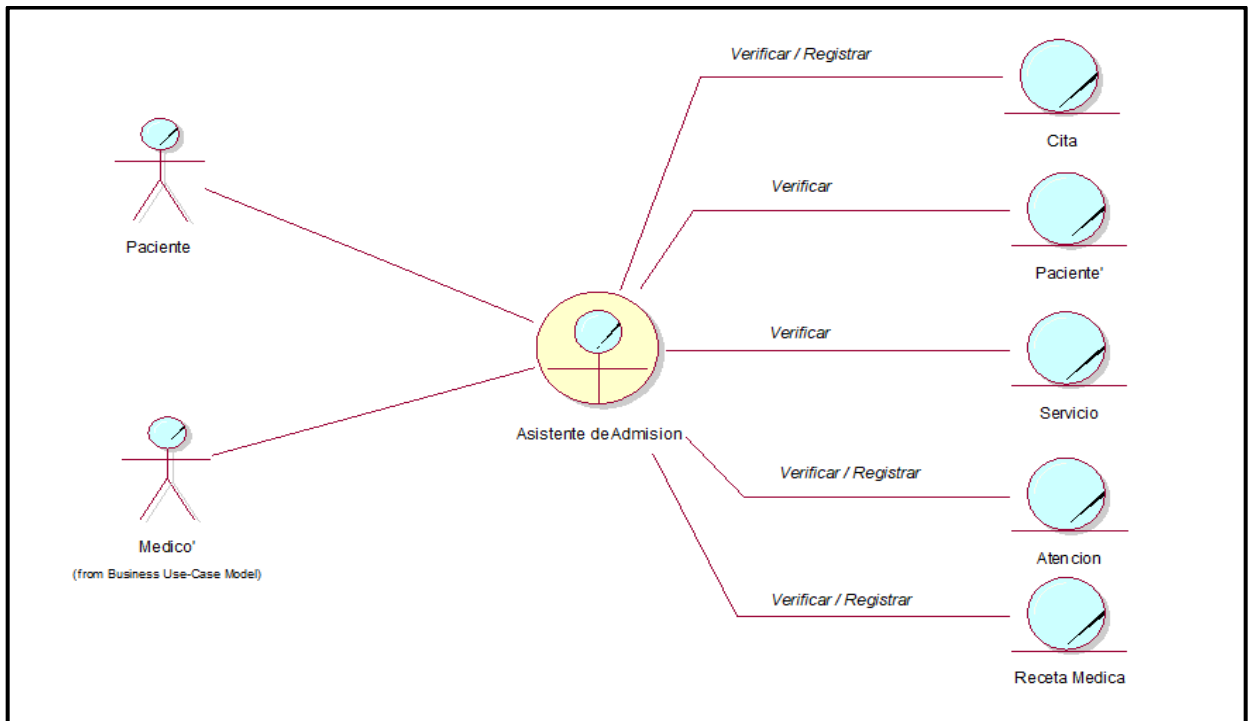 Verificar / Registrar
Cita
Verificar
Paciente
Paciente'
Verificar
Servicio
Asistente de Admision
Verificar / Registrar
Medico'
(from Business Use-Case Model)
Atencion
Verificar / Registrar
Receta Medica